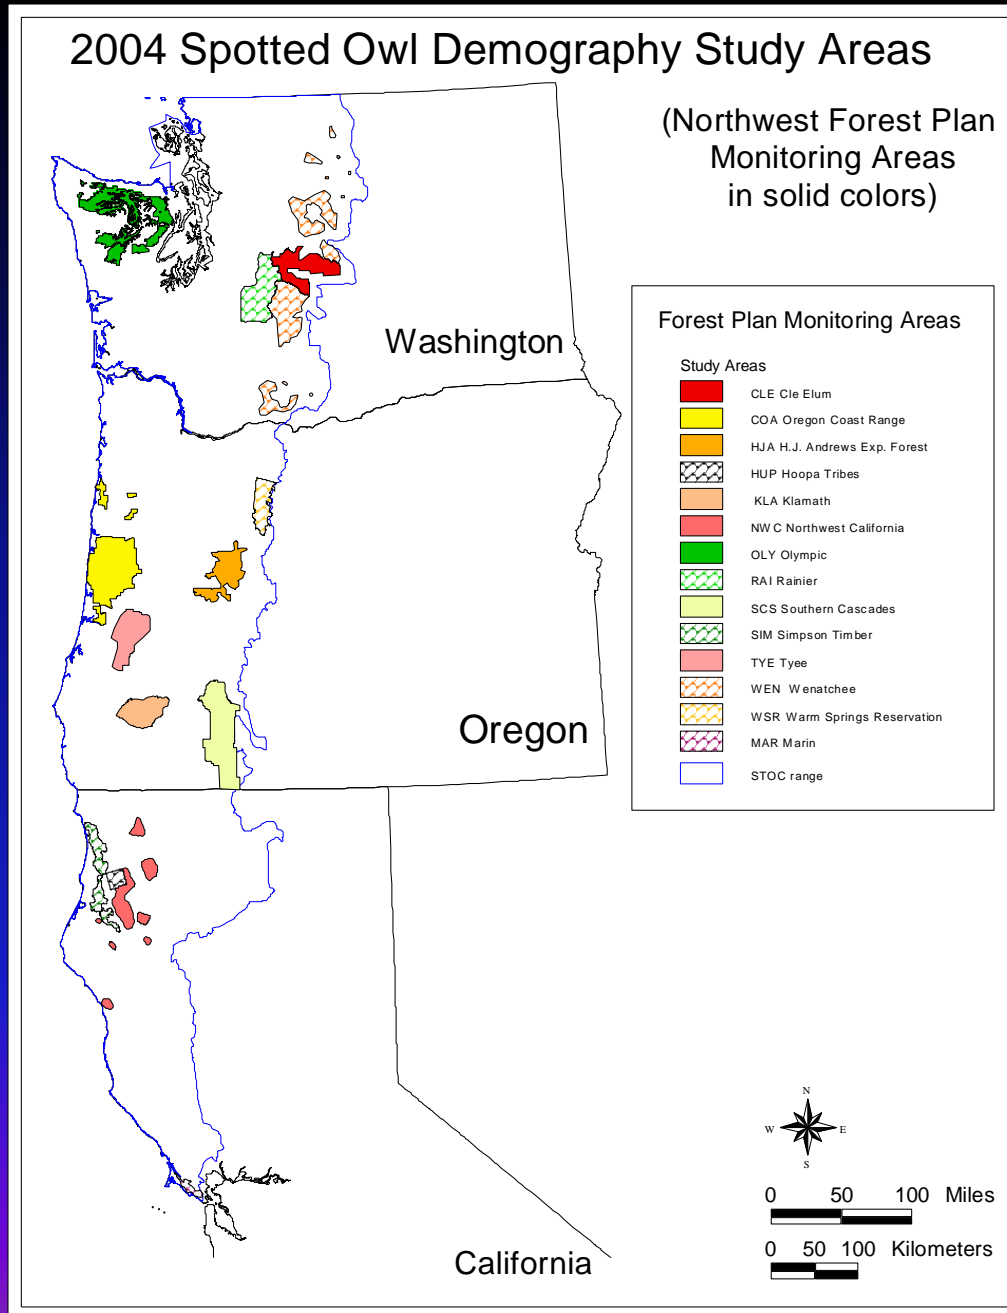 2004 Spotted Owl Demography Study Areas
(Northwest Forest Plan
Monitoring Areas
in solid colors)
Washington
Oregon
California
Forest Plan Monitoring Areas
Study Areas
CLE Cle Elum
COA Oregon Coast Range
HJA H.J. Andrews Exp. Forest
HUP Hoopa Tribes
KLA Klamath
NWC Northwest California
OLY Olympic
RAI Rainier
SCS Southern Cascades
SIM Simpson Timber
TYE Tyee
WEN Wenatchee
WSR Warm Springs Reservation
MAR Marin
STOC range
N
W E
S
0 50 100 Miles
0 50 100 Kilometers